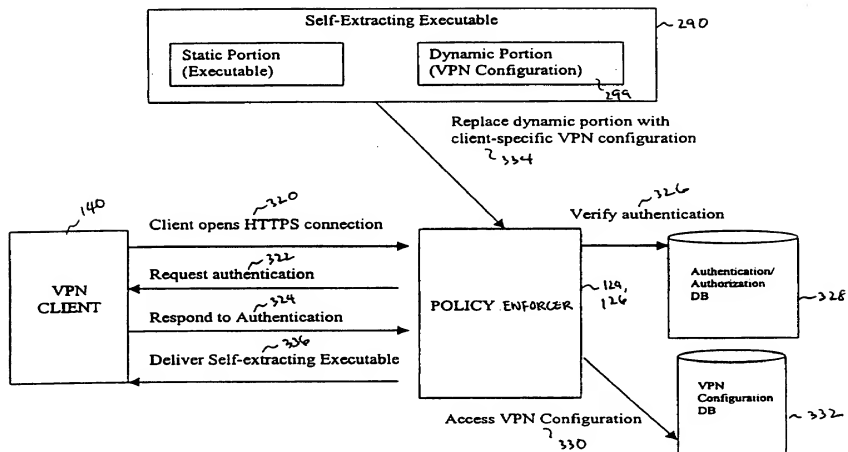 Self-Extracting Executable
290
Static Portion
(Executable)
Dynamic Portion
(VPN Configuration)
299
Replace dynamic portion with
client-specific VPN configuration
334
140
320
Client opens HTTPS connection
326
Verify authentication
322
Request authentication
VPN
CLIENT
324
Respond to Authentication
336
Deliver Self-extracting Executable
POLICY ENFORCER
124,
126
Authentication/
Authorization
DB
328
VPN
Configuration
DB
332
Access VPN Configuration
330